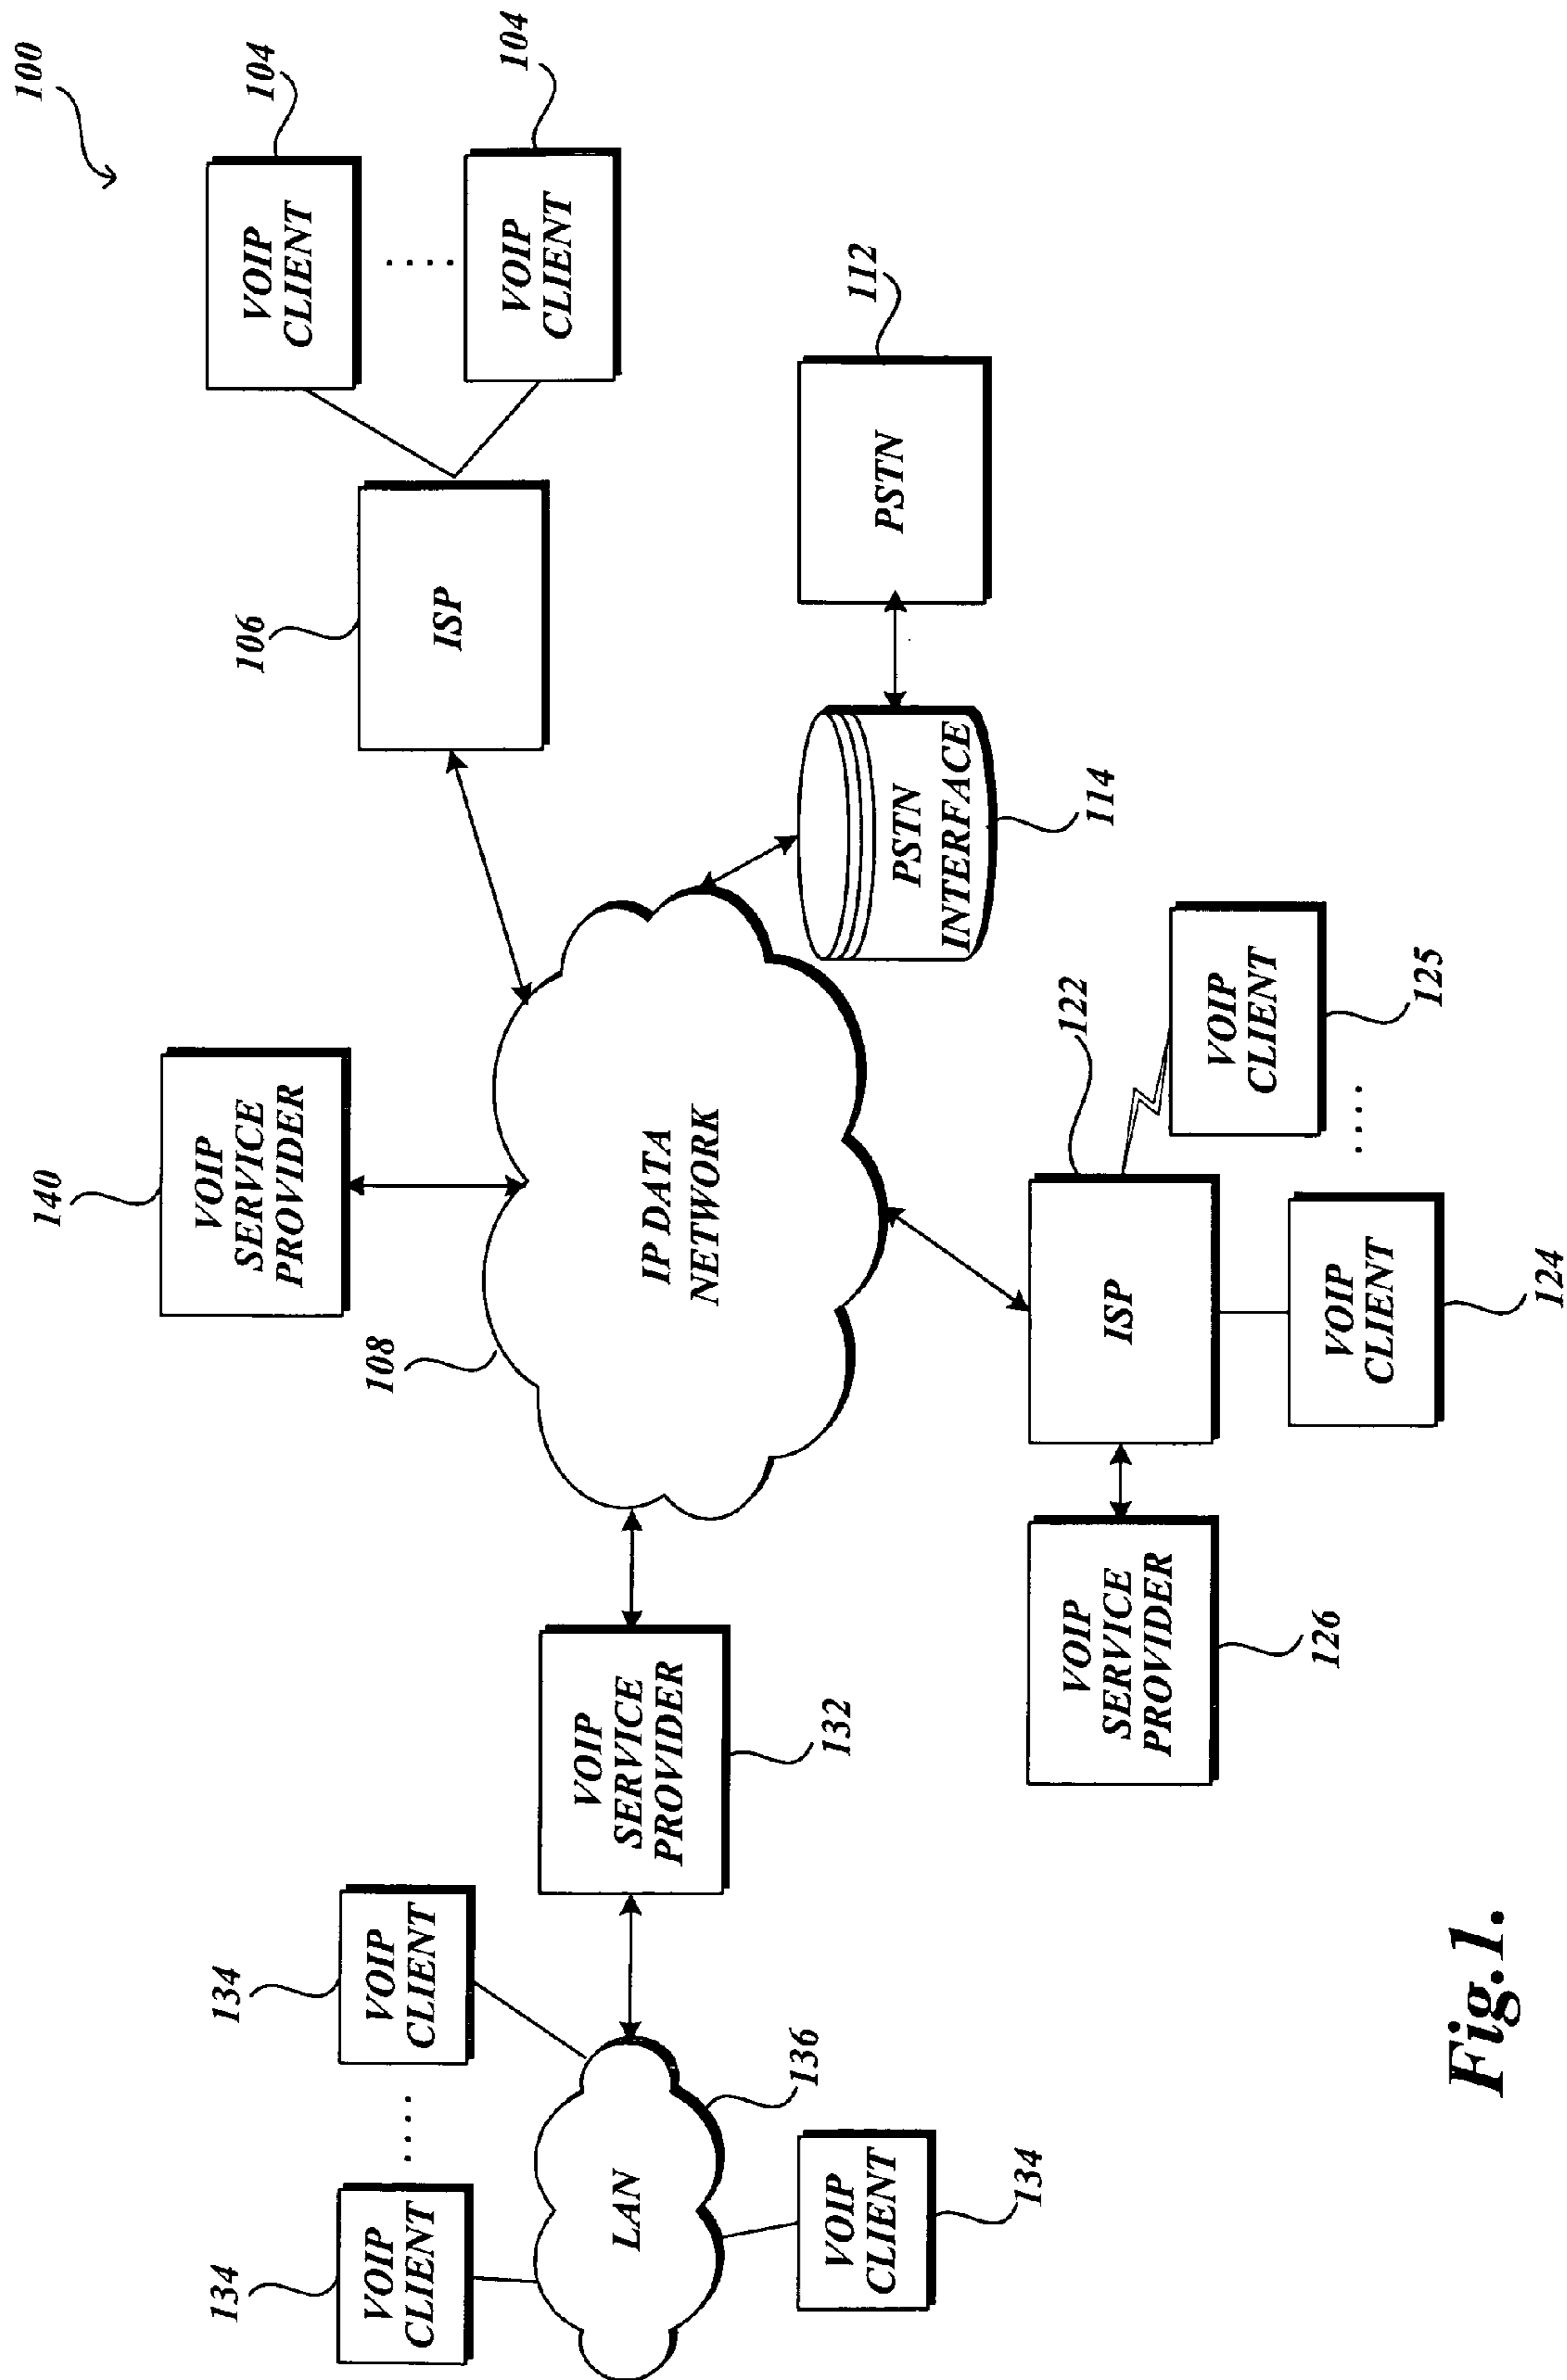 100
104
VOIP
CLIENT
. . . .
104
VOIP
CLIENT
106
ISP
112
PSTN
PSTN
INTERFACE
114
140
VOIP
SERVICE
PROVIDER
108
IP DATA
NETWORK
122
ISP
VOIP
CLIENT
125
. . . .
VOIP
CLIENT
124
VOIP
SERVICE
PROVIDER
126
VOIP
SERVICE
PROVIDER
132
134
VOIP
CLIENT
. . . .
134
VOIP
CLIENT
LAN
136
VOIP
CLIENT
134
Fig.1.